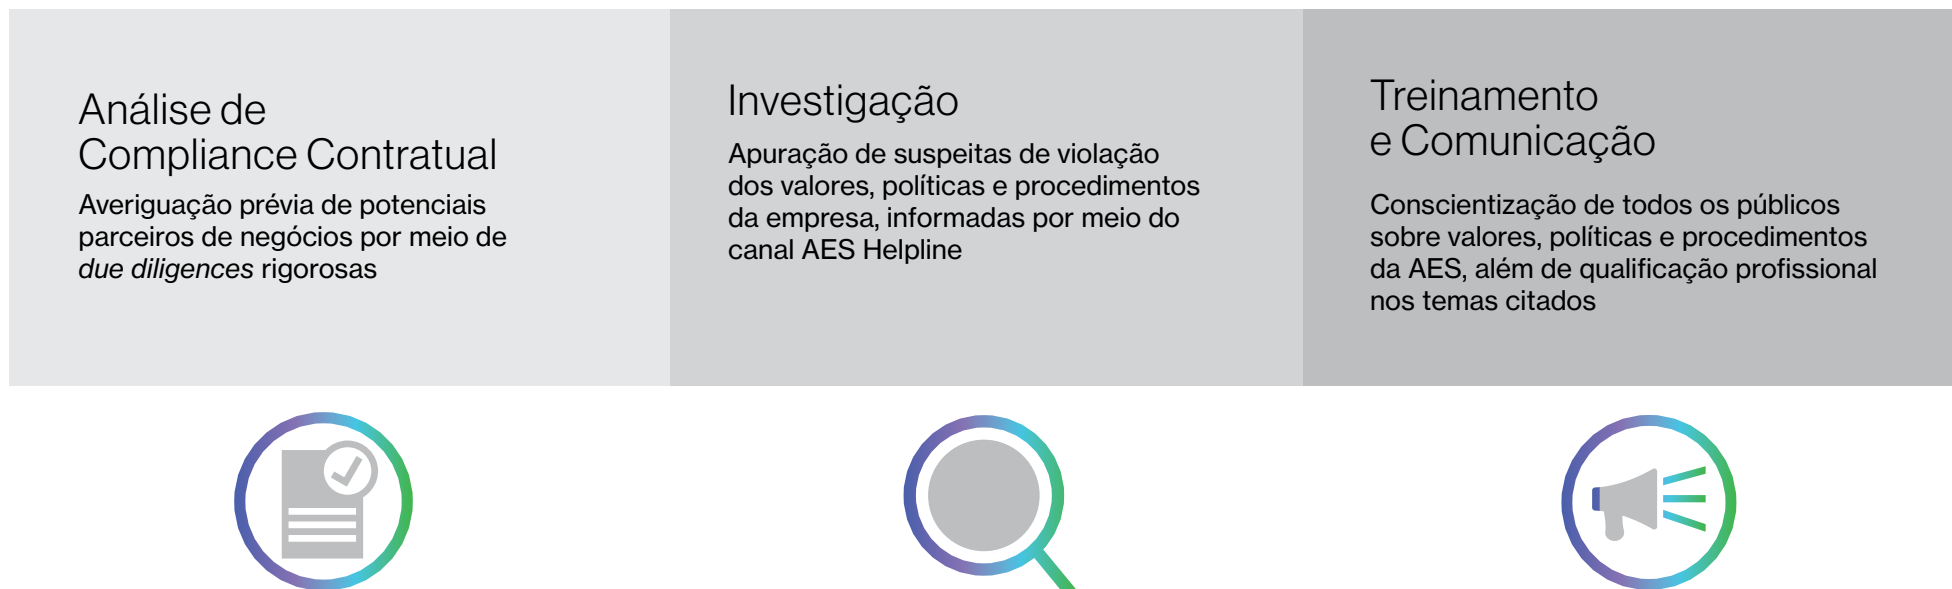 Análise de
Compliance Contratual
Averiguação prévia de potenciais
parceiros de negócios por meio de
due diligences rigorosas
Investigação
Apuração de suspeitas de violação
dos valores, políticas e procedimentos
da empresa, informadas por meio do
canal AES Helpline
Treinamento
e Comunicação
Conscientização de todos os públicos
sobre valores, políticas e procedimentos
da AES, além de qualificação profissional
nos temas citados